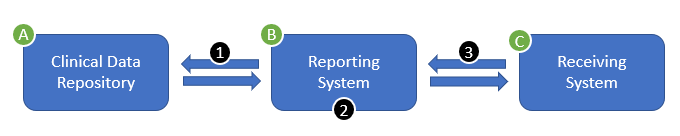 A
Clinical Data
Repository
1
B
Reporting
System
2
3
C
Receiving
System